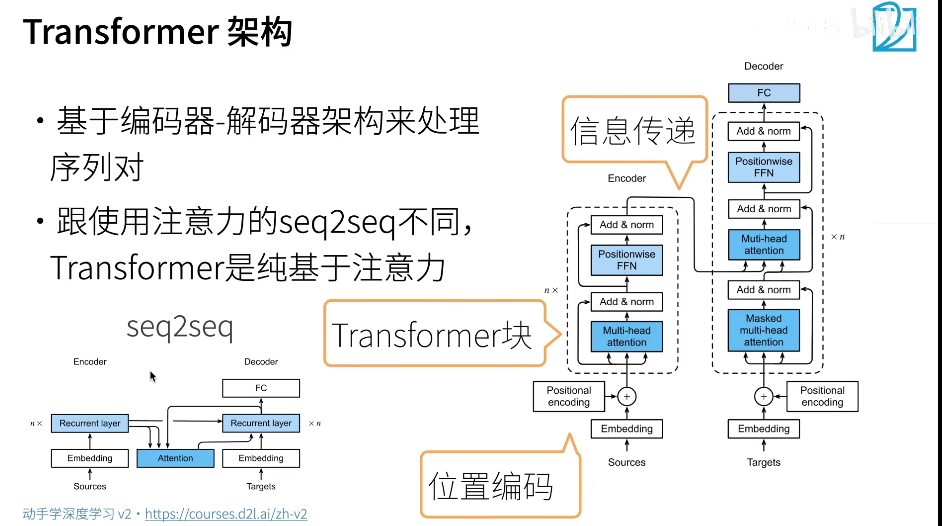 Transformer 架构
・基于编码器-解码器架构来处理
序列对
・跟使用注意力的seq2seq不同，
Transformer是纯基于注意力
seq2seq
Encoder
Decoder
FC
n×
Recurrent layer
Recurrent layer
×n
Embedding
Attention
Embedding
Sources
Targets
动手学深度学习 v2・https://courses.d2l.ai/zh-v2
信息传递
Transformer块
位置编码
Encoder
n×
Add & norm
Positionwise
FFN
Add & norm
Multi-head
attention
Positional
encoding
+
Embedding
Sources
Decoder
FC
Add & norm
Positionwise
FFN
Add & norm
Muti-head
attention
×n
Add & norm
Masked
multi-head
attention
+
Positional
encoding
Embedding
Targets